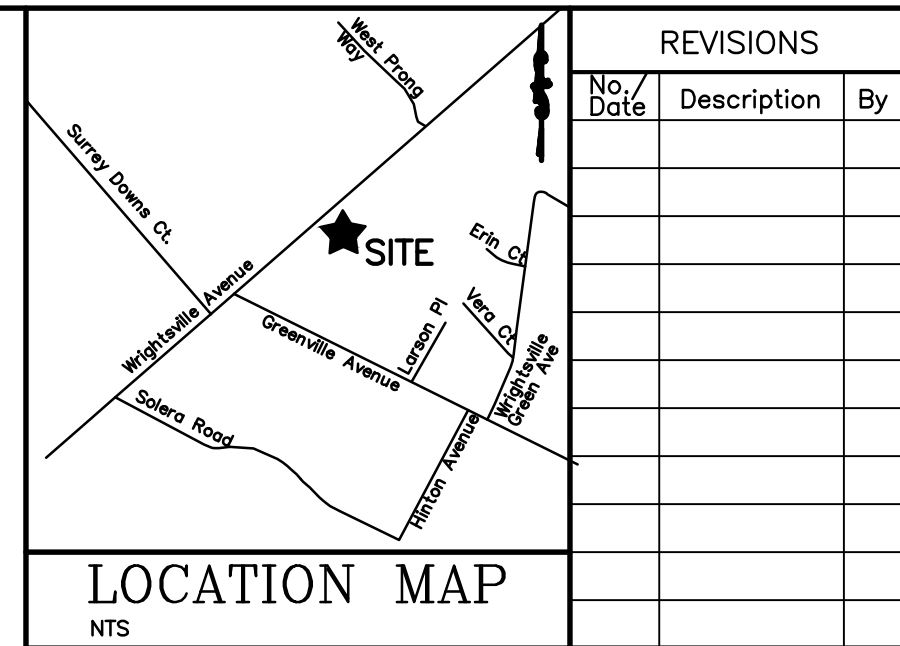 West Prong
Way
Surrey Downs Ct.
SITE
Erin Ct
Wrightsville Avenue
Vera Ct
Larson Pl
Greenville Avenue
Wrightsville
Green Ave
Solera Road
Hinton Avenue
LOCATION MAP
NTS
REVISIONS
No./
Date
Description
By